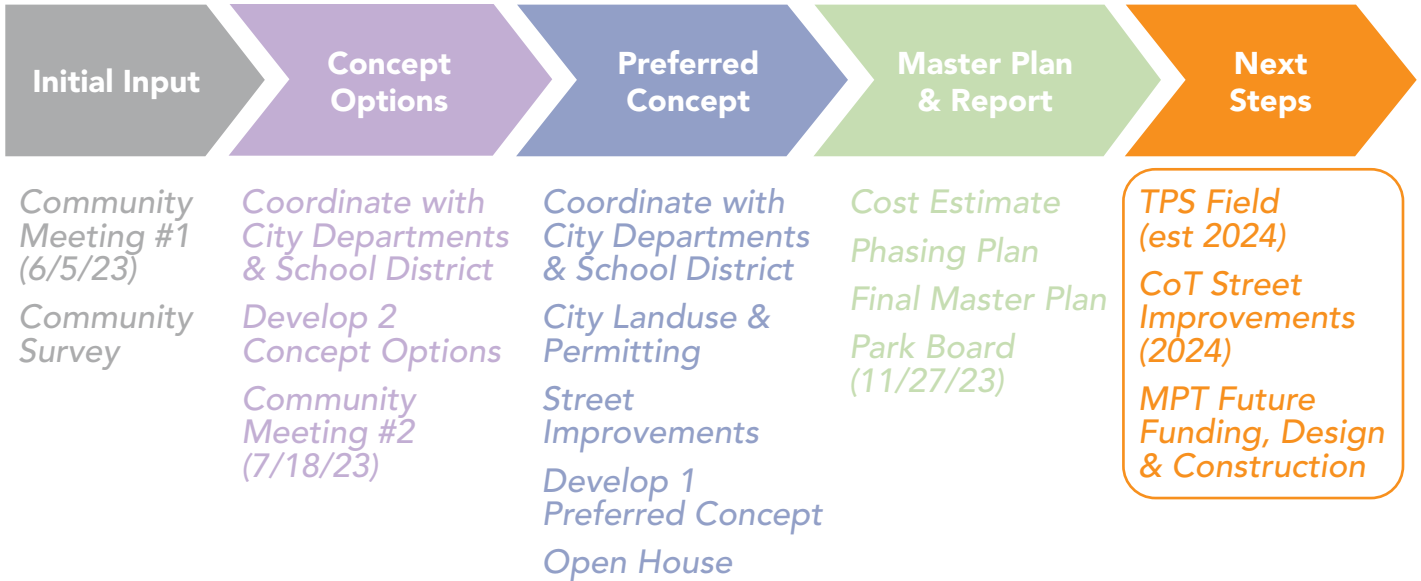 Initial Input
Concept
Options
Preferred
Concept
Master Plan
& Report
Next
Steps
Community
Meeting #1
(6/5/23)
Community
Survey
Coordinate with
City Departments
& School District
Develop 2
Concept Options
Community
Meeting #2
(7/18/23)
Coordinate with
City Departments
& School District
City Landuse &
Permitting
Street
Improvements
Develop 1
Preferred Concept
Open House
Cost Estimate
Phasing Plan
Final Master Plan
Park Board
(11/27/23)
TPS Field
(est 2024)
CoT Street
Improvements
(2024)
MPT Future
Funding, Design
& Construction